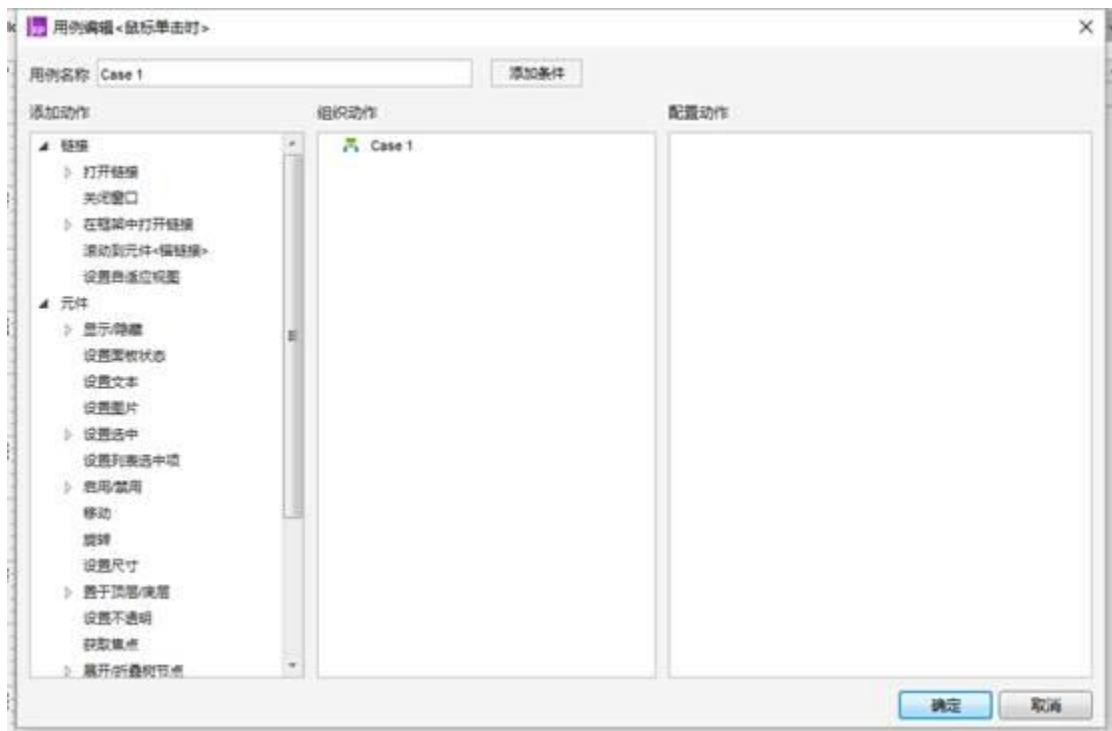 用例编辑<鼠标单击时>
用例名称 Case 1 添加条件
添加动作 组织动作 配置动作
链接
打开链接
关闭窗口
在框架中打开链接
滚动到元件<锚链接>
设置自适应视图
元件
显示/隐藏
设置面板状态
设置文本
设置图片
设置选中
设置列表选中项
启用/禁用
移动
旋转
设置尺寸
置于顶层/底层
设置不透明
获取焦点
展开/折叠树节点
Case 1
确定 取消